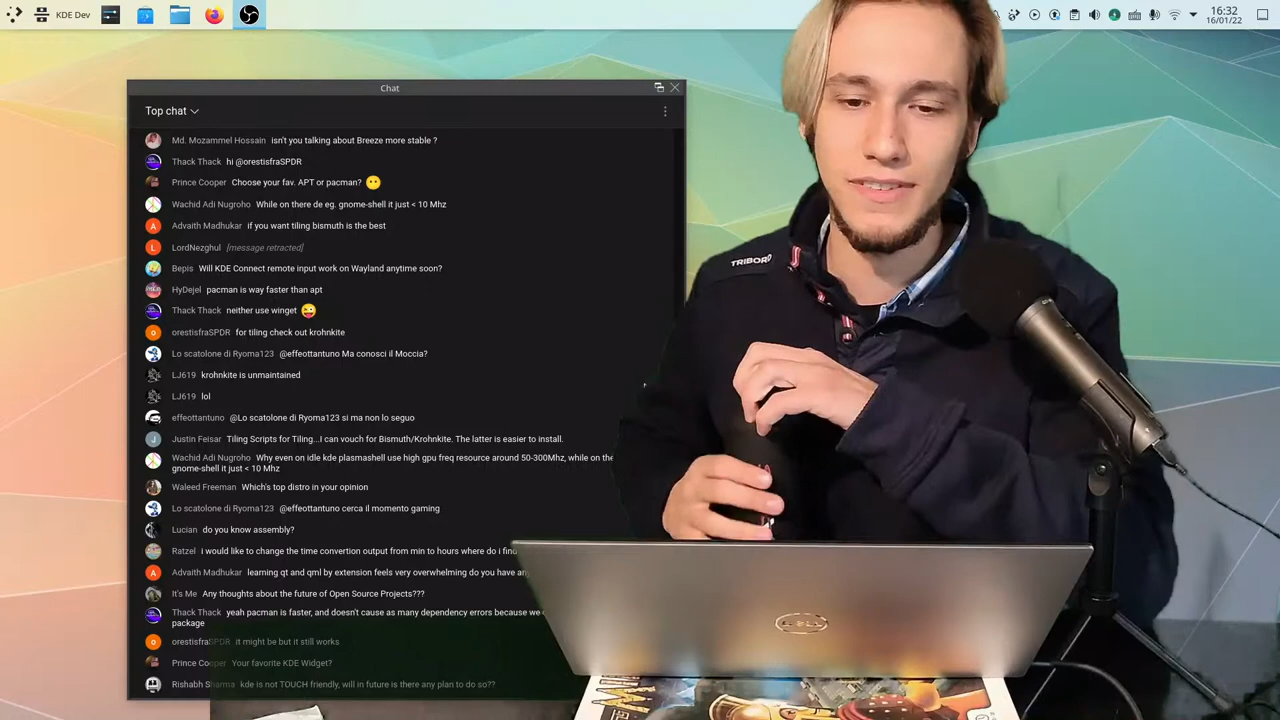 KDE Dev
16:32
16/01/22
Chat
Top chat
Md. Mozammel Hossain isn't you talking about Breeze more stable ?
Thack Thack hi @orestisfraSPDR
Prince Cooper Choose your fav. APT or pacman? 😶
Wachid Adi Nugroho While on there de eg. gnome-shell it just < 10 Mhz
A Advaith Madhukar if you want tiling bismuth is the best
L LordNezghul [message retracted]
Bepis Will KDE Connect remote input work on Wayland anytime soon?
HyDejel pacman is way faster than apt
Thack Thack neither use winget 😜
o orestisfraSPDR for tiling check out krohnkite
Lo scatolone di Ryoma123 @effeottantuno Ma conosci il Moccia?
LJ619 krohnkite is unmaintained
LJ619 lol
effeottantuno @Lo scatolone di Ryoma123 si ma non lo seguo
J Justin Feisar Tiling Scripts for Tiling...I can vouch for Bismuth/Krohnkite. The latter is easier to install.
Wachid Adi Nugroho Why even on idle kde plasmashell use high gpu freq resource around 50-300Mhz, while on the
gnome-shell it just < 10 Mhz
Waleed Freeman Which's top distro in your opinion
Lo scatolone di Ryoma123 @effeottantuno cerca il momento gaming
Lucian do you know assembly?
Ratzel i would like to change the time convertion output from min to hours where do i find
A Advaith Madhukar learning qt and qml by extension feels very overwhelming do you have
It's Me Any thoughts about the future of Open Source Projects???
Thack Thack yeah pacman is faster, and doesn't cause as many dependency errors because
package
o orestisfraSPDR it might be but it still works
Prince Cooper Your favorite KDE Widget?
Rishabh Sharma kde is not TOUCH friendly, will in future is there any plan to do so??
TRIBORD
DELL